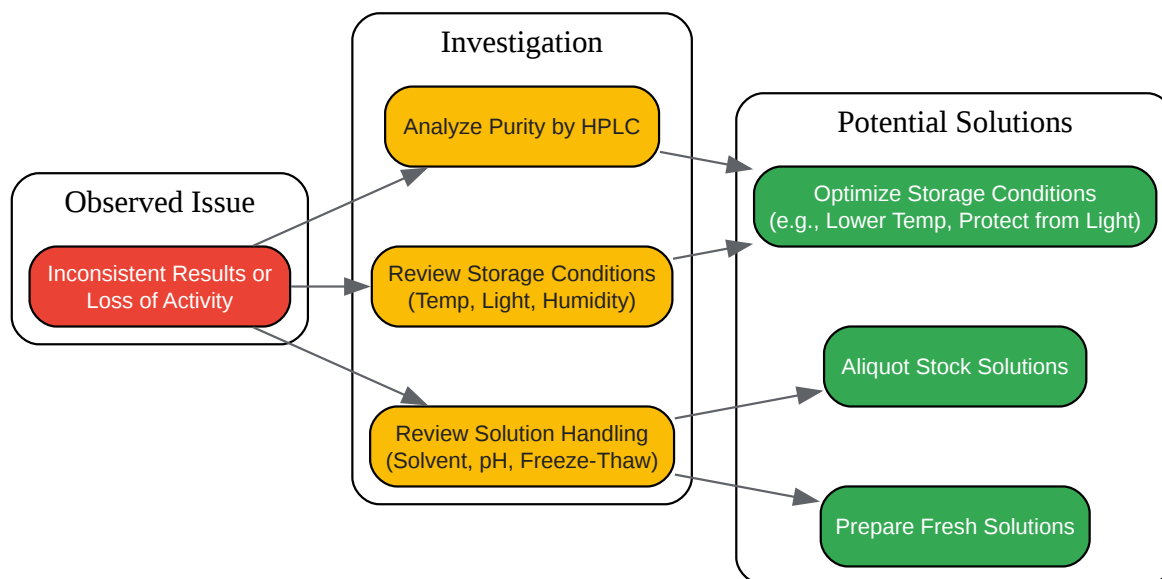 Observed Issue
Inconsistent Results or
Loss of Activity
Investigation
Analyze Purity by HPLC
Review Storage Conditions
(Temp, Light, Humidity)
Review Solution Handling
(Solvent, pH, Freeze-Thaw)
Potential Solutions
Optimize Storage Conditions
(e.g., Lower Temp, Protect from Light)
Aliquot Stock Solutions
Prepare Fresh Solutions